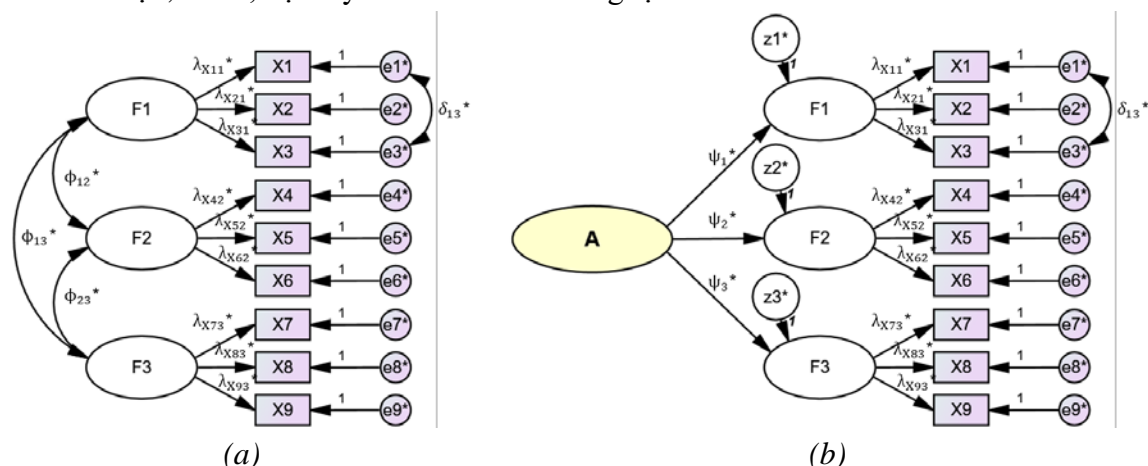 λX11*
X1
1
e1*
λX21*
X2
1
e2*
F1
λX31*
X3
1
e3*
δ13*
ϕ12*
λX42*
X4
1
e4*
ϕ13*
F2
λX52*
X5
1
e5*
λX62*
X6
1
e6*
ϕ23*
λX73*
X7
1
e7*
F3
λX83*
X8
1
e8*
λX93*
X9
1
e9*
(a)
z1*
1
λX11*
X1
1
e1*
F1
λX21*
X2
1
e2*
λX31*
X3
1
e3*
δ13*
ψ1*
z2*
1
λX42*
X4
1
e4*
A
ψ2*
F2
λX52*
X5
1
e5*
λX62*
X6
1
e6*
ψ3*
z3*
1
λX73*
X7
1
e7*
F3
λX83*
X8
1
e8*
λX93
X9
1
e9*
(b)